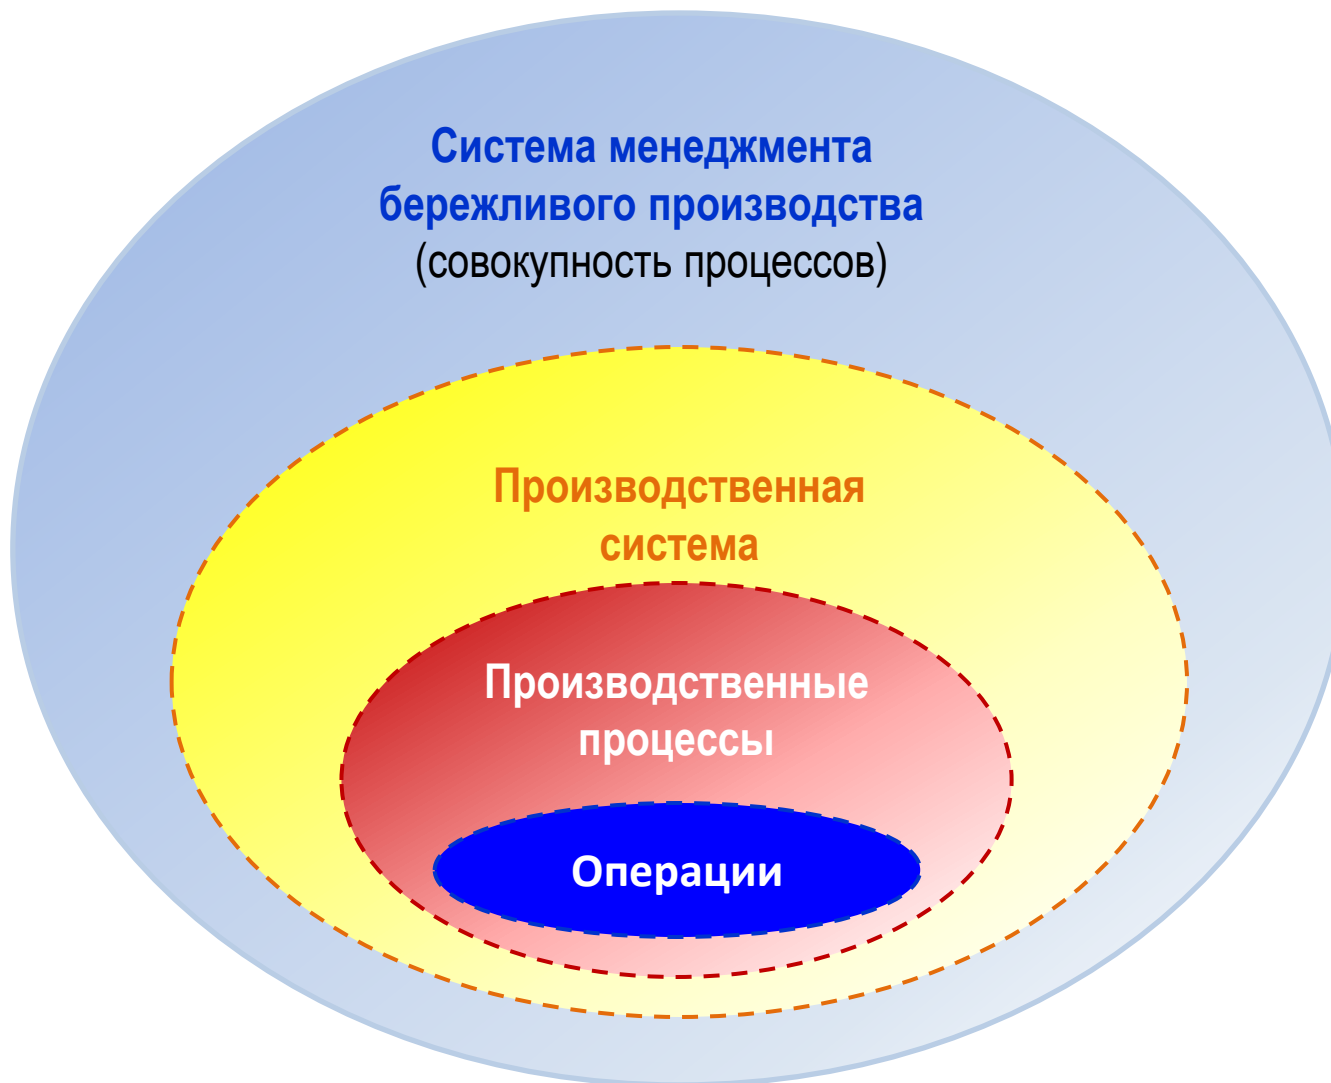 Система менеджмента
бережливого производства
(совокупность процессов)
Производственная
система
Производственные
процессы
Операции